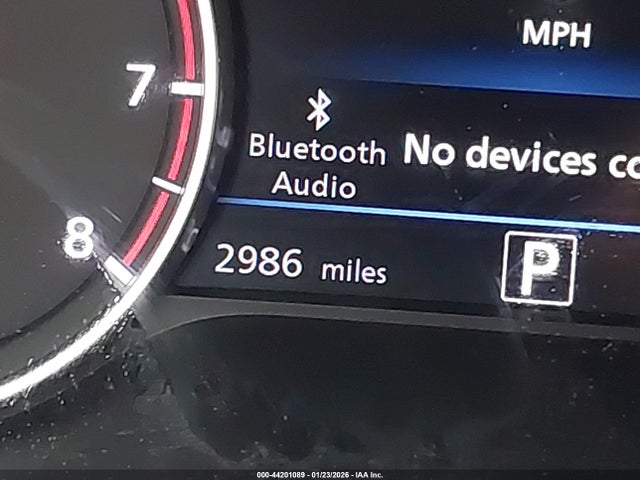 MPH
7
Bluetooth
Audio
No devices co
8
2986 miles
P
000-44201089 - 01/23/2026 - IAA Inc.